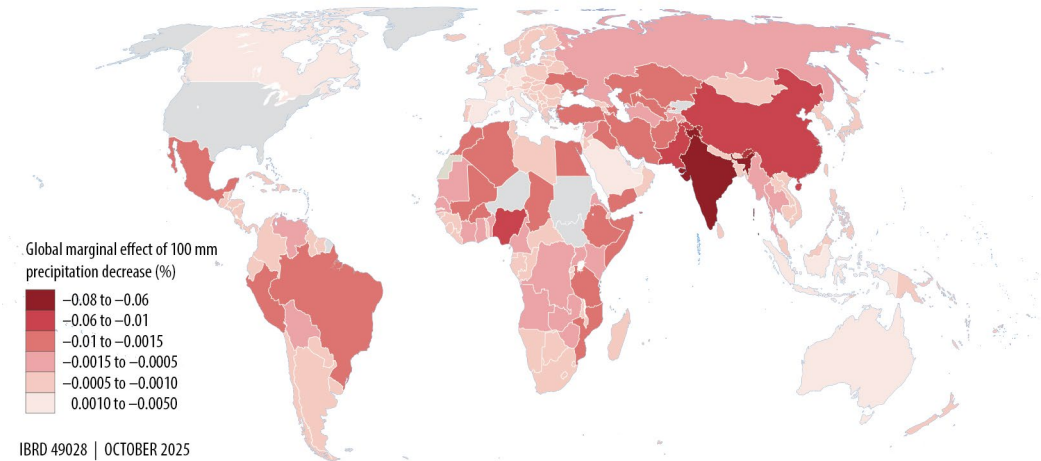 Global marginal effect of 100 mm
precipitation decrease (%)
–0.08 to –0.06
–0.06 to –0.01
–0.01 to –0.0015
–0.0015 to –0.0005
–0.0005 to –0.0010
0.0010 to –0.0050
IBRD 49028 | OCTOBER 2025